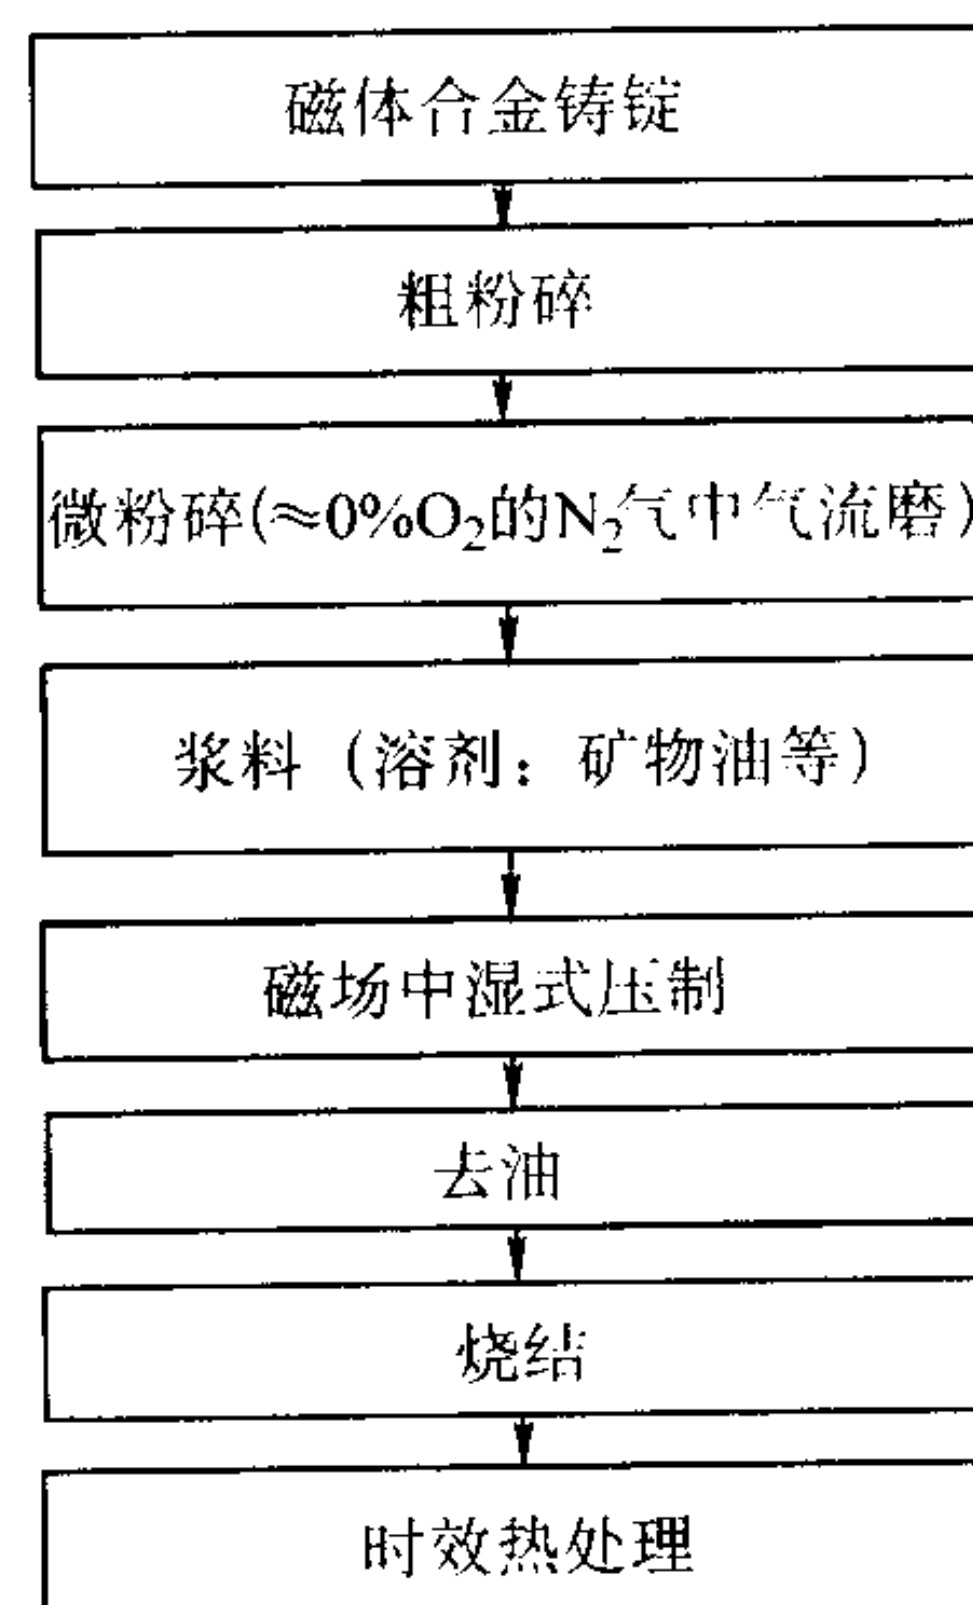 磁体合金铸锭
粗粉碎
微粉碎(≈0%O₂的N₂气中气流磨)
浆料（溶剂：矿物油等）
磁场中湿式压制
去油
烧结
时效热处理